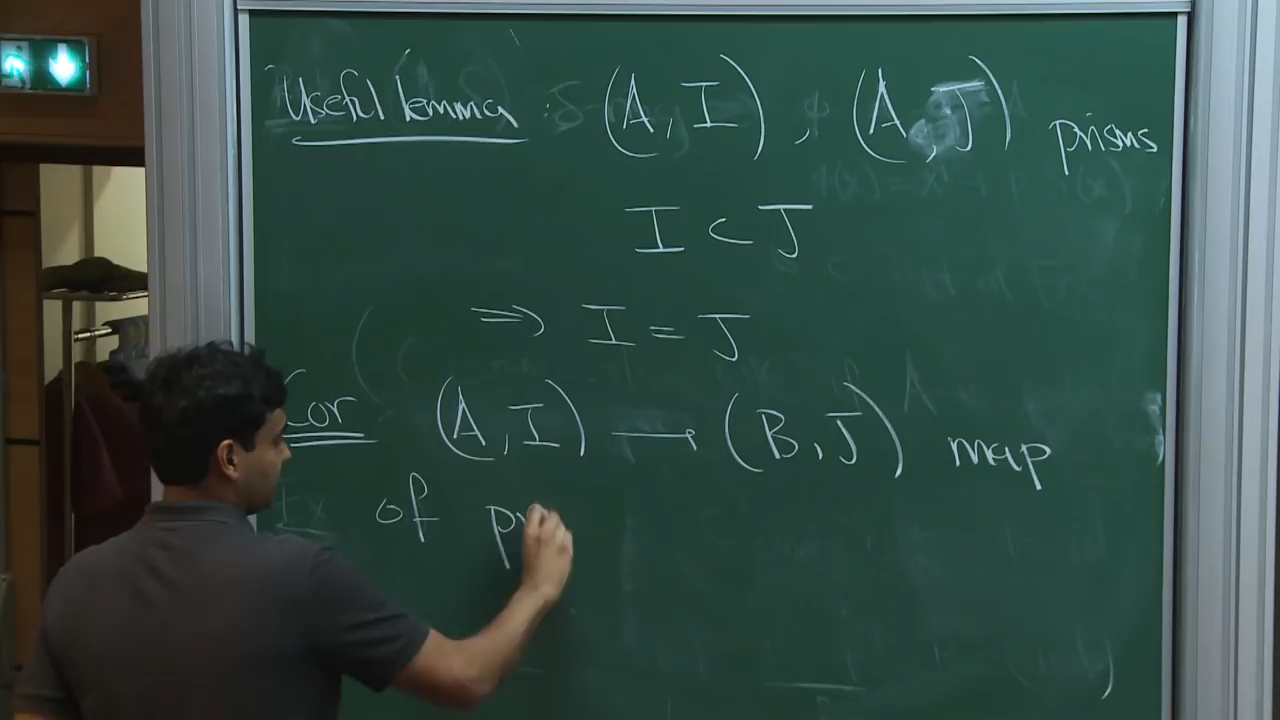 Useful lemma : (A, I) , (A, J) prisms
I ⊂ J
⇒ I = J
Cor (A, I) → (B, J) map
of pr